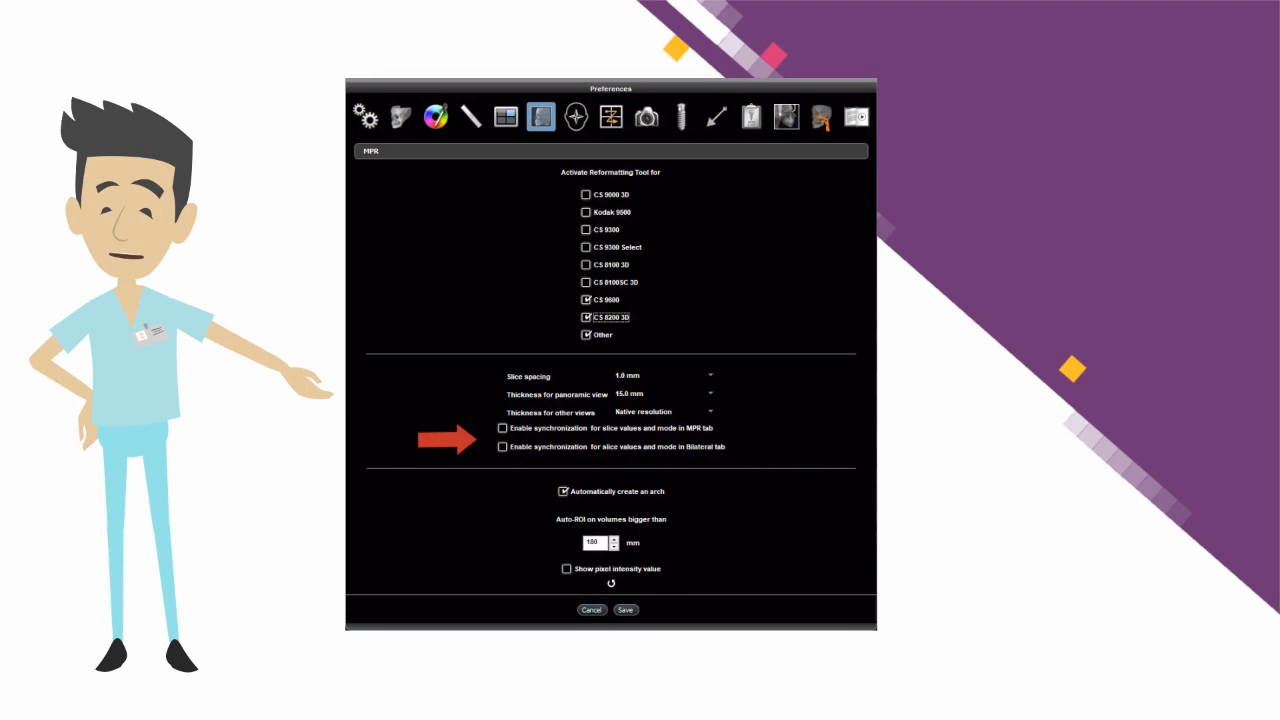 Preferences
MPR
Activate Reformatting Tool for
CS 9000 3D
Kodak 9500
CS 9300
CS 9300 Select
CS 8100 3D
CS 8100SC 3D
CS 9600
CS 8200 3D
Other
Slice spacing 1.0 mm
Thickness for panoramic view 15.0 mm
Thickness for other views Native resolution
Enable synchronization for slice values and mode in MPR tab
Enable synchronization for slice values and mode in Bilateral tab
Automatically create an arch
Auto-ROI on volumes bigger than
180 mm
Show pixel intensity value
Cancel Save